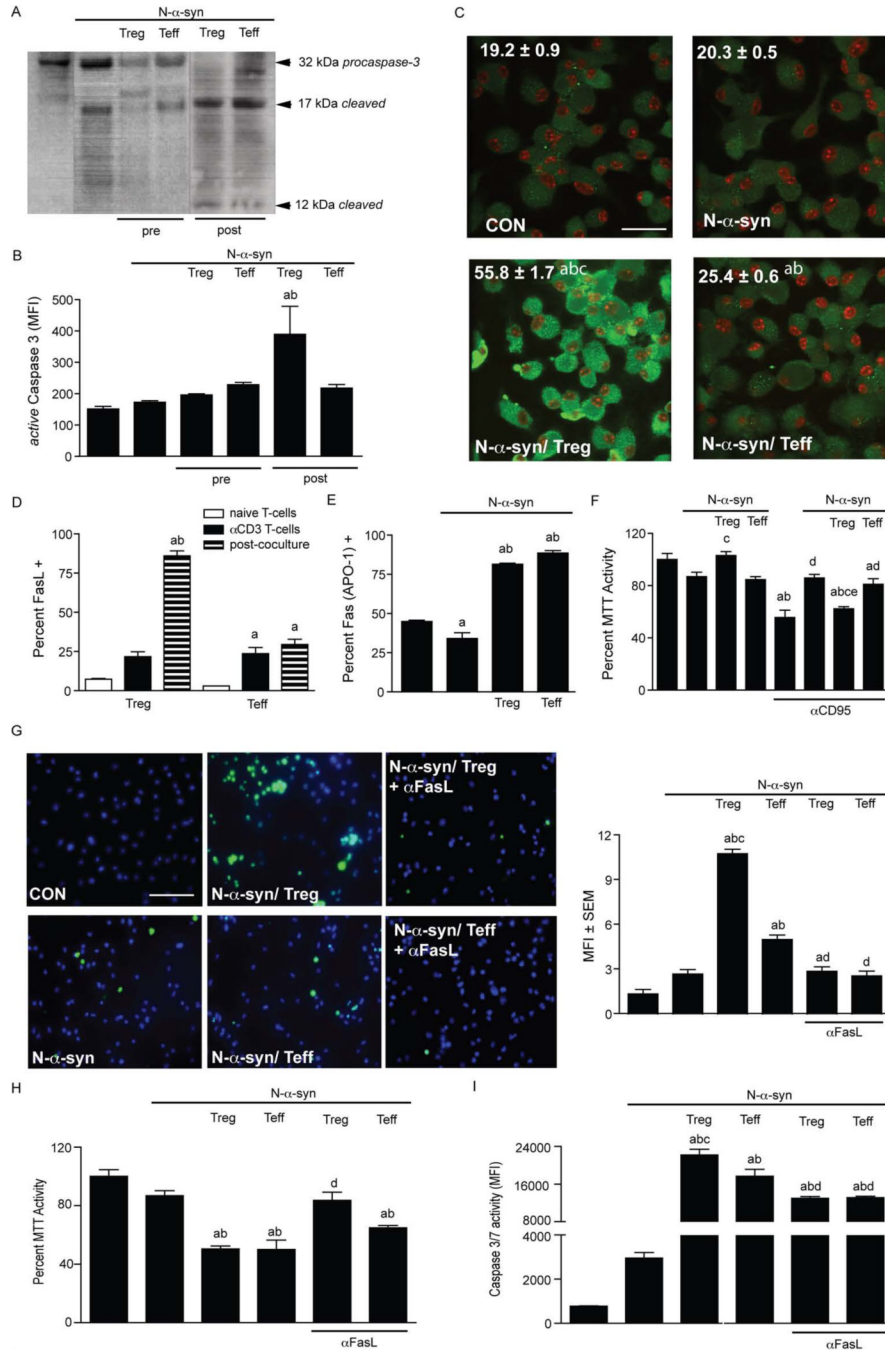 A
N-α-syn
Treg Teff Treg Teff
32 kDa procaspase-3
17 kDa cleaved
12 kDa cleaved
pre post
B
N-α-syn
Treg Teff Treg Teff
active Caspase 3 (MFI)
500
400
300
200
100
0
ab
pre post
C
19.2 ± 0.9
CON
20.3 ± 0.5
N-α-syn
55.8 ± 1.7 abc
N-α-syn/ Treg
25.4 ± 0.6 ab
N-α-syn/ Teff
D
naive T-cells
αCD3 T-cells
post-coculture
Percent FasL +
100
75
50
25
0
ab
a a
Treg Teff
E
N-α-syn
Percent Fas (APO-1) +
100
75
50
25
0
a ab ab
Treg Teff
F
N-α-syn N-α-syn
Treg Teff Treg Teff
Percent MTT Activity
120
80
40
0
c ab d abce ad
αCD95
G
CON
N-α-syn/ Treg
N-α-syn/ Treg
+ αFasL
N-α-syn
N-α-syn/ Teff
N-α-syn/ Teff
+ αFasL
N-α-syn
Treg Teff Treg Teff
MFI ± SEM
12
9
6
3
0
abc ab ad d
αFasL
H
N-α-syn
Treg Teff Treg Teff
Percent MTT Activity
120
80
40
0
ab ab d ab
αFasL
I
N-α-syn
Treg Teff Treg Teff
Caspase 3/7 activity (MFI)
24000
16000
8000
4000
2000
0
abc ab abd abd
αFasL